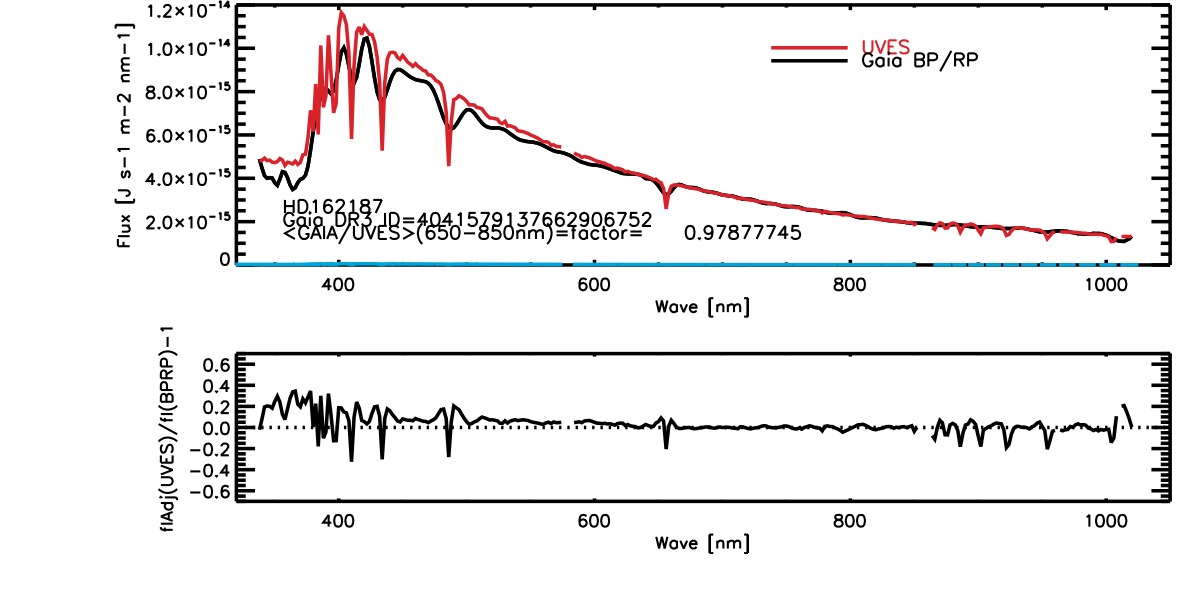 1.2×10⁻¹⁴
1.0×10⁻¹⁴
8.0×10⁻¹⁵
6.0×10⁻¹⁵
4.0×10⁻¹⁵
2.0×10⁻¹⁵
0
Flux [J s−1 m−2 nm−1]
UVES
Gaia BP/RP
HD162187
Gaia DR3 ID=4041579137662906752
<GAIA/UVES>(650−850nm)=factor= 0.97877745
400 600 800 1000
Wave [nm]
0.6
0.4
0.2
0.0
−0.2
−0.4
−0.6
flAdj(UVES)/fl(BPRP)−1
400 600 800 1000
Wave [nm]